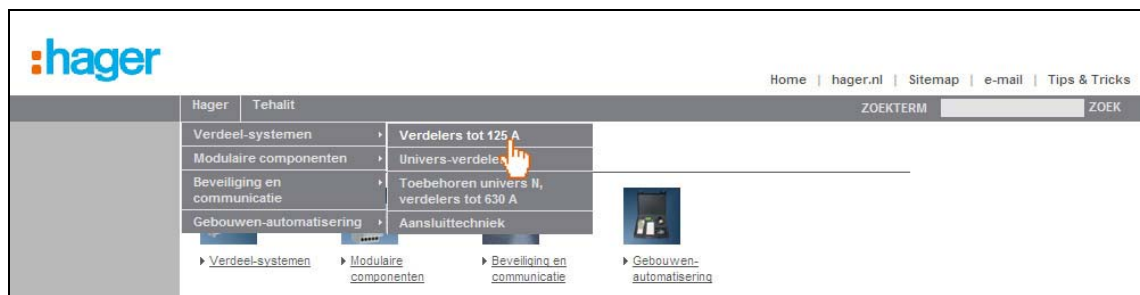 :hager
Home | hager.nl | Sitemap | e-mail | Tips & Tricks
Hager | Tehalit
ZOEKTERM ZOEK
Verdeel-systemen
Modulaire componenten
Beveiliging en
communicatie
Gebouwen-automatisering
Verdelers tot 125 A
Univers-verdele
Toebehoren univers N,
verdelers tot 630 A
Aansluittechniek
Verdeel-systemen
Modulaire
componenten
Beveiliging en
communicatie
Gebouwen-
automatisering